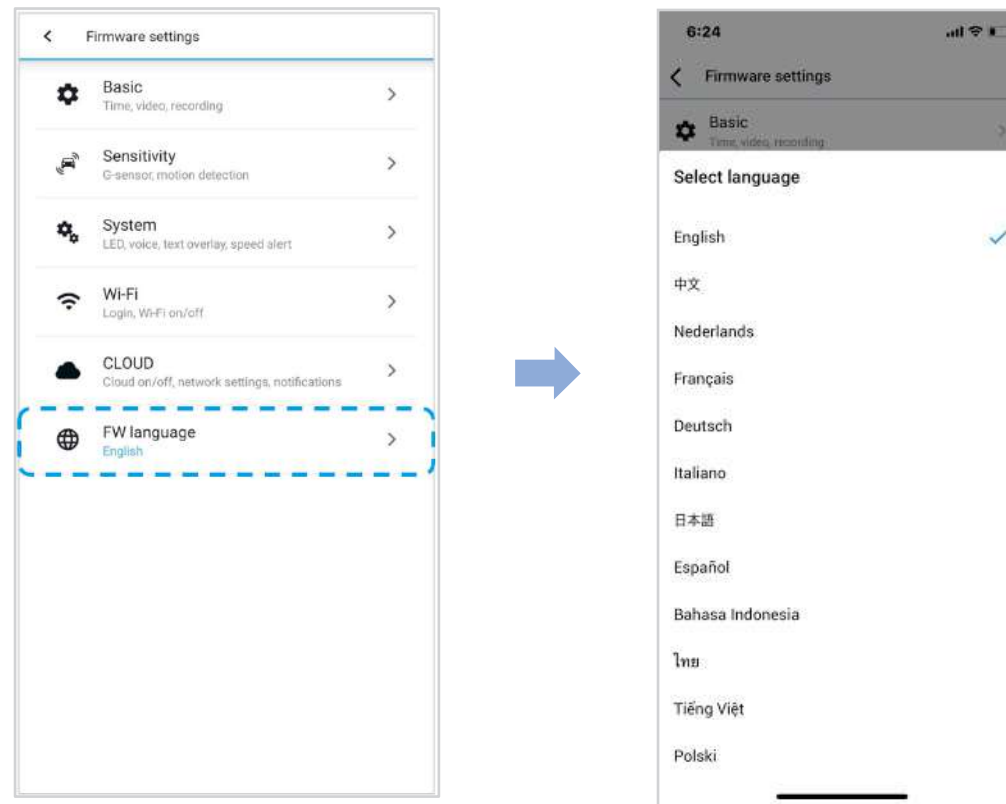 Firmware settings
Basic
Time, video, recording
Sensitivity
G-sensor, motion detection
System
LED, voice, text overlay, speed alert
Wi-Fi
Login, Wi-Fi on/off
CLOUD
Cloud on/off, network settings, notifications
FW language
English
6:24
Firmware settings
Basic
Time, video, recording
Select language
English
中文
Nederlands
Français
Deutsch
Italiano
日本語
Español
Bahasa Indonesia
ไทย
Tiếng Việt
Polski